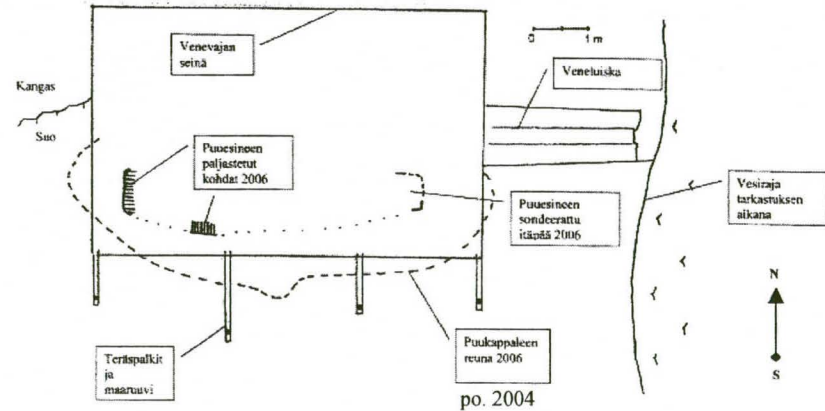 Venevajan
seinä
0 1 m
Veneluiska
Kangas
Suo
Puuesineen
paljastetut
kohdat 2006
Puuesineen
sondeerattu
itäpää 2006
Vesiraja
tarkastuksen
aikana
N
S
Teräspalkit
ja
maaruuvi
Puukappaleen
reuna 2006
po. 2004